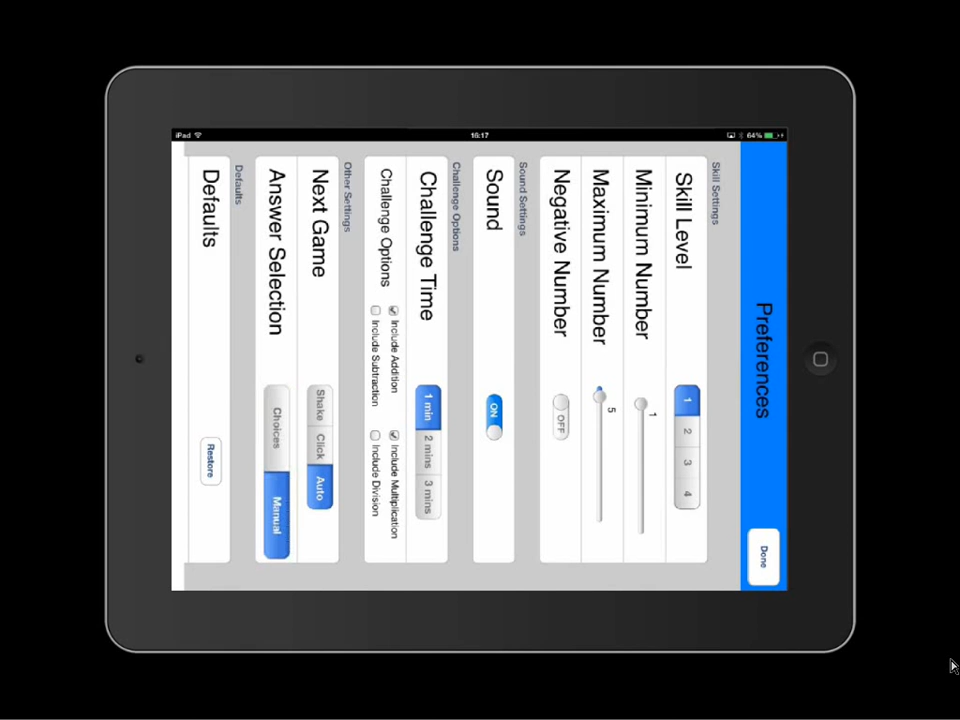 iPad
16:17
64%
Preferences
Done
Skill Settings
Skill Level 1 2 3 4
Minimum Number 1
Maximum Number 5
Negative Number OFF
Sound Settings
Sound ON
Challenge Options
Challenge Time 1 min 2 mins 3 mins
Challenge Options
Include Addition Include Multiplication
Include Subtraction Include Division
Other Settings
Next Game Shake Click Auto
Answer Selection Choices Manual
Defaults
Defaults Restore